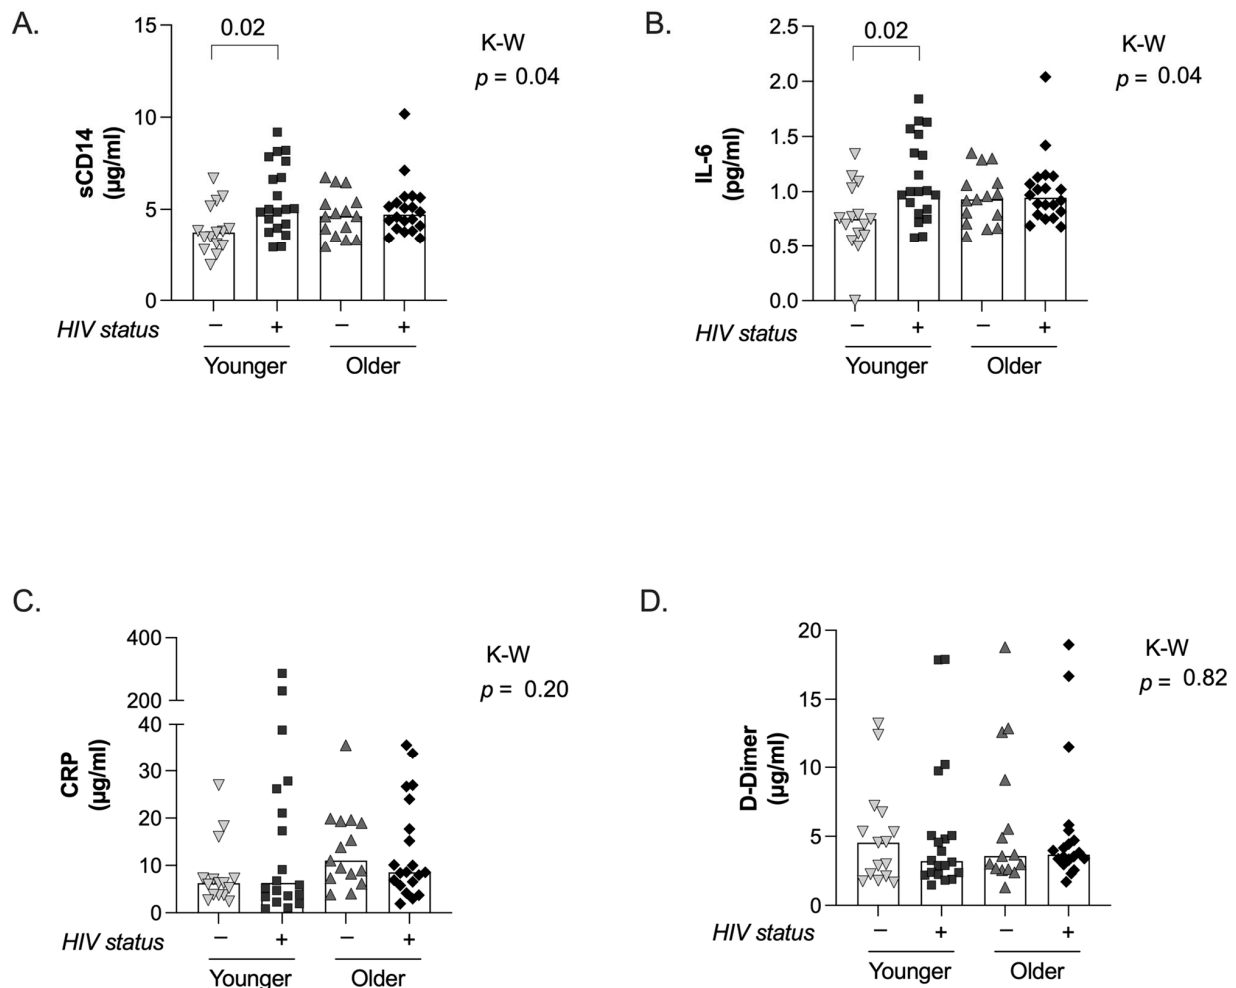 A.
15
10
5
0
sCD14
(µg/ml)
0.02
K-W
p = 0.04
HIV status
− + − +
Younger Older
B.
2.5
2.0
1.5
1.0
0.5
0.0
IL-6
(pg/ml)
0.02
K-W
p = 0.04
HIV status
− + − +
Younger Older
C.
400
200
40
30
20
10
0
CRP
(µg/ml)
K-W
p = 0.20
HIV status
− + − +
Younger Older
D.
20
15
10
5
0
D-Dimer
(µg/ml)
K-W
p = 0.82
HIV status
− + − +
Younger Older